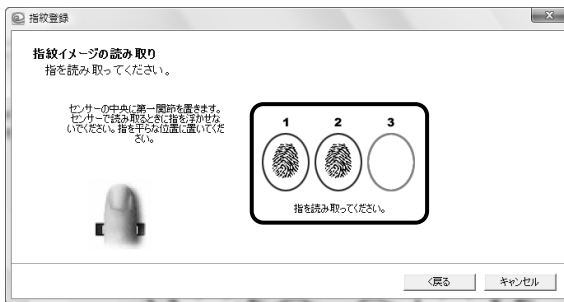 指紋登録
指紋イメージの読み取り
指を読み取ってください。
センサーの中央に第一関節を置きます。
センサーで読み取るときに指を浮かせな
いでください。指を平らな位置に置いてくだ
さい。
1 2 3
指を読み取ってください。
<戻る キャンセル